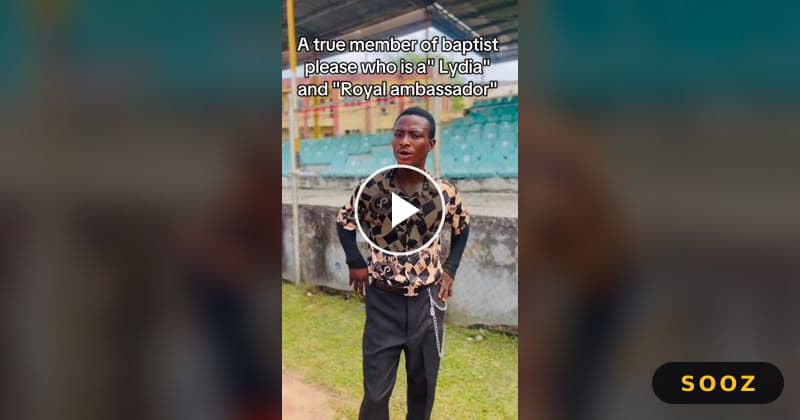 A true member of baptist
please who is a" Lydia"
and "Royal ambassador"
SOOZ